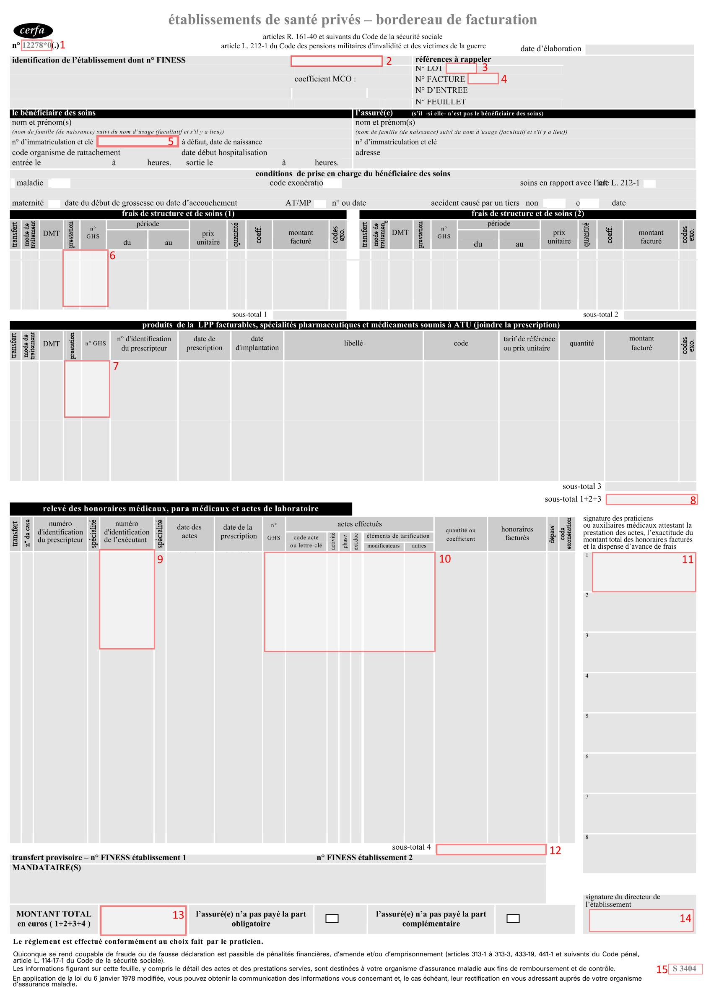 établissements de santé privés – bordereau de facturation
cerfa
articles R. 161-40 et suivants du Code de la sécurité sociale
n° 12278*0(.) 1
article L. 212-1 du Code des pensions militaires d'invalidité et des victimes de la guerre
date d'élaboration
identification de l'établissement dont n° FINESS
2
références à rappeler
N° LOT
3
coefficient MCO :
N° FACTURE
4
N° D'ENTREE
N° FEUILLET
le bénéficiaire des soins
nom et prénom(s)
(nom de famille (de naissance) suivi du nom d'usage (facultatif et s'il y a lieu))
n° d'immatriculation et clé 5 à défaut, date de naissance
code organisme de rattachement date début hospitalisation
entrée le à heures. sortie le à heures.
l'assuré(e) (s'il -si elle- n'est pas le bénéficiaire des soins)
nom et prénom(s)
(nom de famille (de naissance) suivi du nom d'usage (facultatif et s'il y a lieu))
n° d'immatriculation et clé
adresse
conditions de prise en charge du bénéficiaire des soins
maladie code exonératio soins en rapport avec l' L. 212-1
maternité date du début de grossesse ou date d'accouchement AT/MP n° ou date accident causé par un tiers non o date
frais de structure et de soins (1)
transfert
mode de traitement
DMT
prestation
n° GHS
période
du
au
prix unitaire
quantité
coeff.
montant facturé
codes exo.
6
sous-total 1
frais de structure et de soins (2)
transfert
mode de traitement
DMT
prestation
n° GHS
période
du
au
prix unitaire
quantité
coeff.
montant facturé
codes exo.
sous-total 2
produits de la LPP facturables, spécialités pharmaceutiques et médicaments soumis à ATU (joindre la prescription)
transfert
mode de traitement
DMT
prestation
n° GHS
n° d'identification du prescripteur
date de prescription
date d'implantation
libellé
code
tarif de référence ou prix unitaire
quantité
montant facturé
codes exo.
7
sous-total 3
sous-total 1+2+3 8
relevé des honoraires médicaux, para médicaux et actes de laboratoire
transfert
n° de case
numéro d'identification du prescripteur
spécialité
numéro d'identification de l'exécutant
spécialité
date des actes
date de la prescription
n° GHS
actes effectués
code acte ou lettre-clé
activité
phase
ext.doc
éléments de tarification
modificateurs
autres
quantité ou coefficient
honoraires facturés
dépass'
code exonération
9
10
signature des praticiens
ou auxiliaires médicaux attestant la
prestation des actes, l'exactitude du
montant total des honoraires facturés
et la dispense d'avance de frais
1
11
2
3
4
5
6
7
8
sous-total 4
12
transfert provisoire – n° FINESS établissement 1 n° FINESS établissement 2
MANDATAIRE(S)
signature du directeur de
l'établissement
14
MONTANT TOTAL
en euros ( 1+2+3+4 )
13
l'assuré(e) n'a pas payé la part
obligatoire
l'assuré(e) n'a pas payé la part
complémentaire
Le règlement est effectué conformément au choix fait par le praticien.
Quiconque se rend coupable de fraude ou de fausse déclaration est passible de pénalités financières, d'amende et/ou d'emprisonnement (articles 313-1 à 313-3, 433-19, 441-1 et suivants du Code pénal,
article L. 114-17-1 du Code de la sécurité sociale).
Les informations figurant sur cette feuille, y compris le détail des actes et des prestations servies, sont destinées à votre organisme d'assurance maladie aux fins de remboursement et de contrôle.
15 S 3404
En application de la loi du 6 janvier 1978 modifiée, vous pouvez obtenir la communication des informations vous concernant et, le cas échéant, leur rectification en vous adressant auprès de votre organisme
d'assurance maladie.